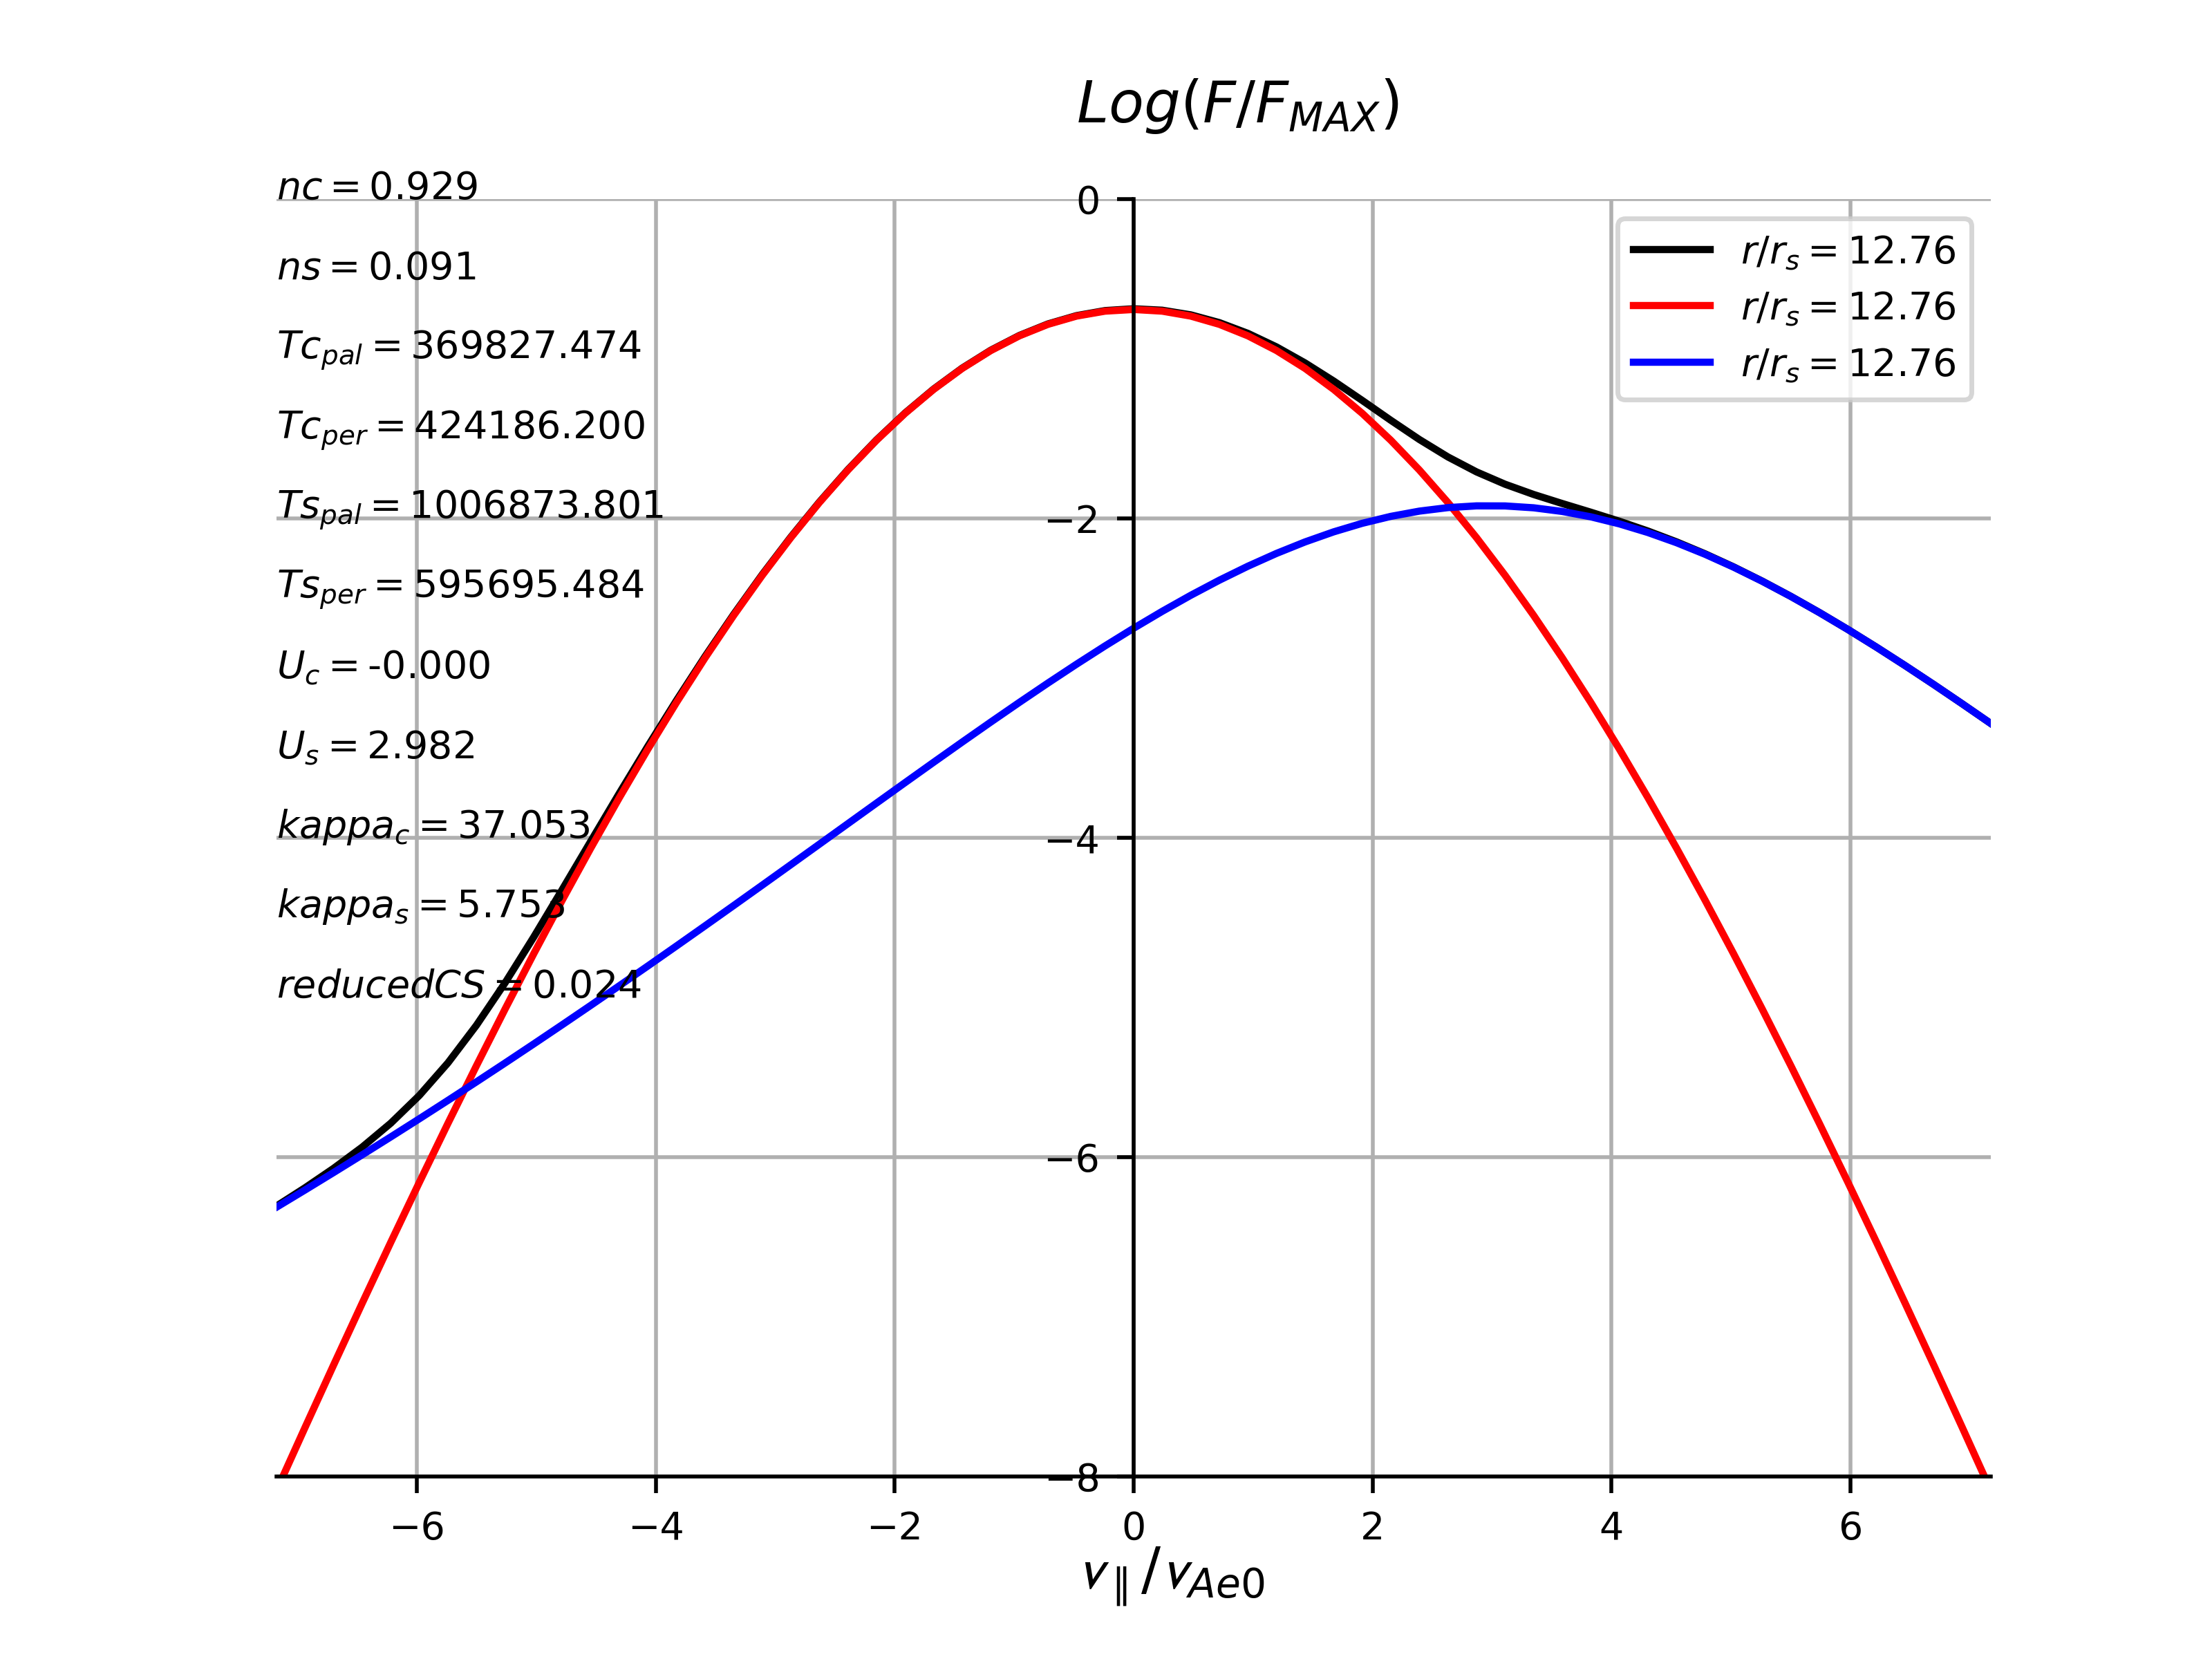 Log(F/F_MAX)
nc = 0.929
ns = 0.091
Tc_pal = 369827.474
Tc_per = 424186.200
Ts_pal = 1006873.801
Ts_per = 595695.484
U_c = -0.000
U_s = 2.982
kappa_c = 37.053
kappa_s = 5.753
reducedCS = 0.024
0
−2
−4
−6
−8
r/r_s = 12.76
r/r_s = 12.76
r/r_s = 12.76
−6 −4 −2 0 2 4 6
v_∥/v_Ae0